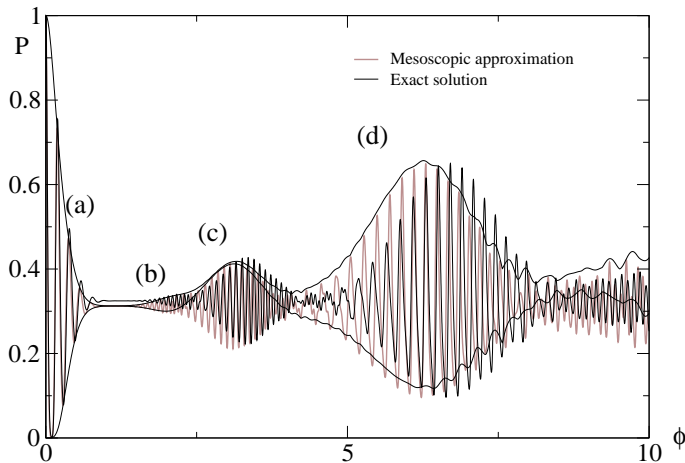 1
P
0.8
0.6
0.4
0.2
0
0
5
10
ϕ
Mesoscopic approximation
Exact solution
(a)
(b)
(c)
(d)